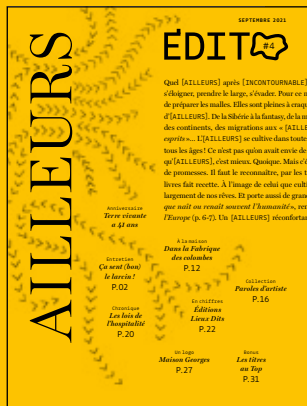 SEPTEMBRE 2021
ÉDITO
#4
AILLEURS
Quel [AILLEURS] après [INCONTOURNABLE]
s'éloigner, prendre le large, s'évader. Pour ce n
de préparer les malles. Elles sont pleines à craqu
d'[AILLEURS]. De la Sibérie à la fantasy, de la m
des continents, des migrations aux « [AILLE
esprits »… L'[AILLEURS] se cultive dans toute
tous les âges ! Ce n'est pas qu'on avait envie de
qu'[AILLEURS], c'est mieux. Quoique. Mais c'é
de promesses. Il faut le reconnaître, par les t
livres fait recette. À l'image de celui que culti
largement de nos rêves. Et porte aussi de gran
que naît ou renaît souvent l'humanité », ren
l'Europe (p. 6-7). Un [AILLEURS] réconfortan
Anniversaire
Terre vivante
a 41 ans
Entretien
Ça sent (bon)
le larcin !
P.02
Chronique
Les lois de
l'hospitalité
P.20
À la maison
Dans la Fabrique
des colombes
P.12
En chiffres
Éditions
Lieux Dits
P.22
Collection
Paroles d'artiste
P.16
Un logo
Maison Georges
P.27
Bonus
Les titres
au Top
P.31